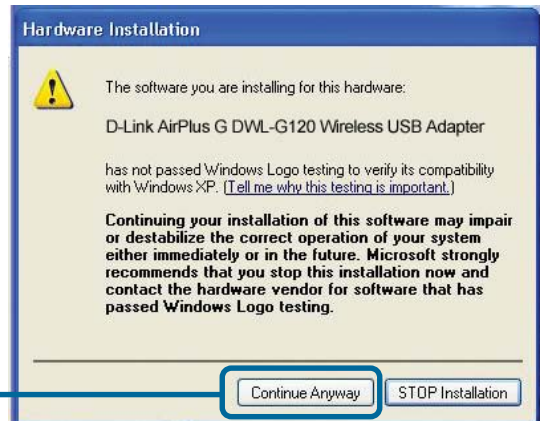 Hardware Installation
The software you are installing for this hardware:
D-Link AirPlus G DWL-G120 Wireless USB Adapter
has not passed Windows Logo testing to verify its compatibility
with Windows XP. (Tell me why this testing is important.)
Continuing your installation of this software may impair
or destabilize the correct operation of your system
either immediately or in the future. Microsoft strongly
recommends that you stop this installation now and
contact the hardware vendor for software that has
passed Windows Logo testing.
Continue Anyway
STOP Installation